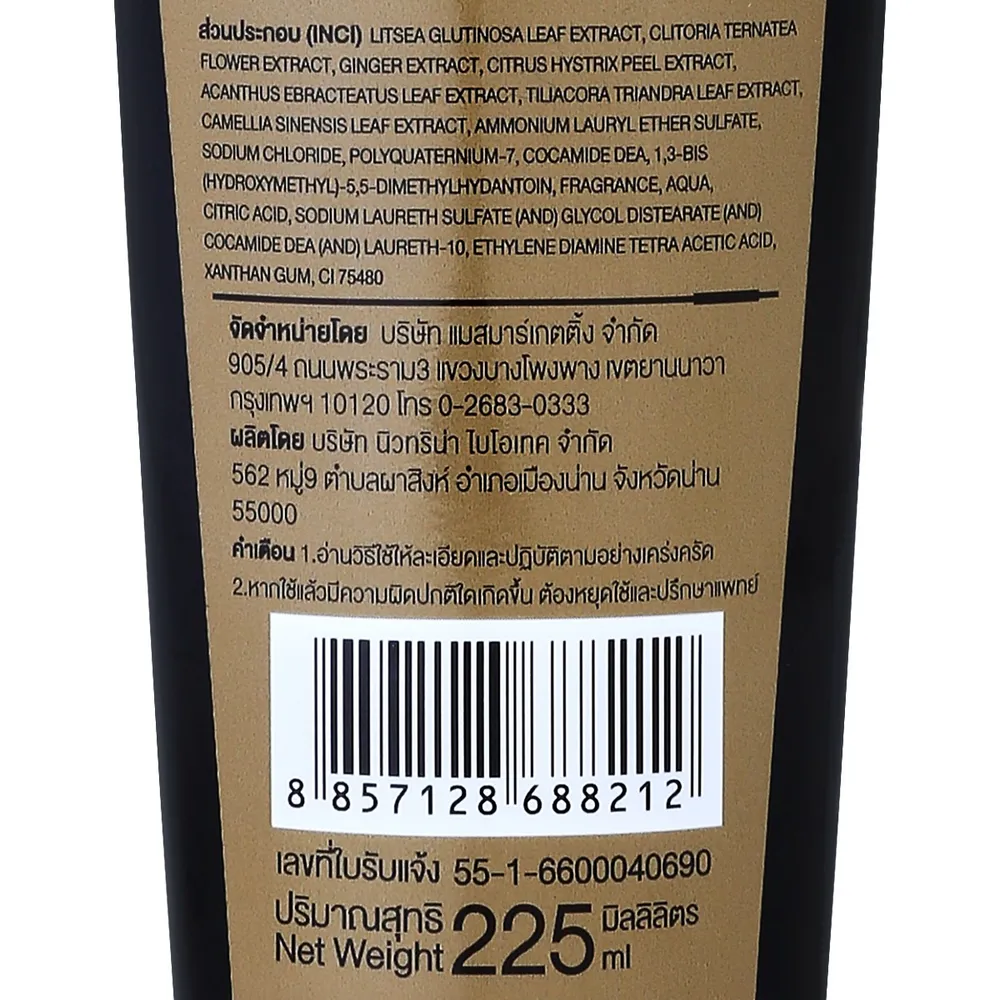 ส่วนประกอบ (INCI) LITSEA GLUTINOSA LEAF EXTRACT, CLITORIA TERNATEA
FLOWER EXTRACT, GINGER EXTRACT, CITRUS HYSTRIX PEEL EXTRACT,
ACANTHUS EBRACTEATUS LEAF EXTRACT, TILIACORA TRIANDRA LEAF EXTRACT,
CAMELLIA SINENSIS LEAF EXTRACT, AMMONIUM LAURYL ETHER SULFATE,
SODIUM CHLORIDE, POLYQUATERNIUM-7, COCAMIDE DEA, 1,3-BIS
(HYDROXYMETHYL)-5,5-DIMETHYLHYDANTOIN, FRAGRANCE, AQUA,
CITRIC ACID, SODIUM LAURETH SULFATE (AND) GLYCOL DISTEARATE (AND)
COCAMIDE DEA (AND) LAURETH-10, ETHYLENE DIAMINE TETRA ACETIC ACID,
XANTHAN GUM, CI 75480
จัดจำหน่ายโดย บริษัท แมสมาร์เกตติ้ง จำกัด
905/4 ถนนพระราม3 แขวงบางโพงพาง เขตยานนาวา
กรุงเทพฯ 10120 โทร 0-2683-0333
ผลิตโดย บริษัท นิวทริน่า ไบโอเทค จำกัด
562 หมู่9 ตำบลผาสิงห์ อำเภอเมืองน่าน จังหวัดน่าน
55000
คำเตือน 1.อ่านวิธีใช้ให้ละเอียดและปฏิบัติตามอย่างเคร่งครัด
2.หากใช้แล้วมีความผิดปกติใดเกิดขึ้น ต้องหยุดใช้และปรึกษาแพทย์
8 857128 688212
เลขที่ใบรับแจ้ง 55-1-6600040690
ปริมาณสุทธิ 225 มิลลิลิตร
Net Weight ml